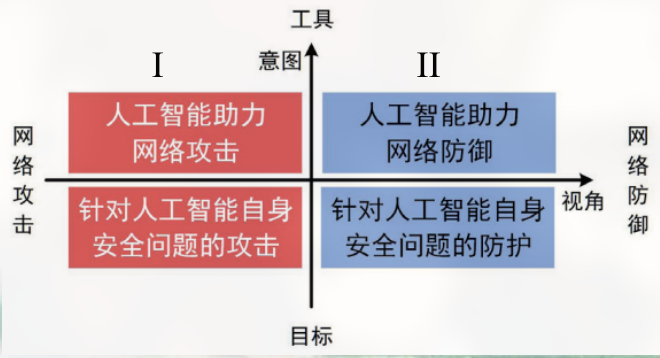 工具
意图
I
II
人工智能助力
网络攻击
人工智能助力
网络防御
网络攻击
网络防御
视角
针对人工智能自身
安全问题的攻击
针对人工智能自身
安全问题的防护
目标